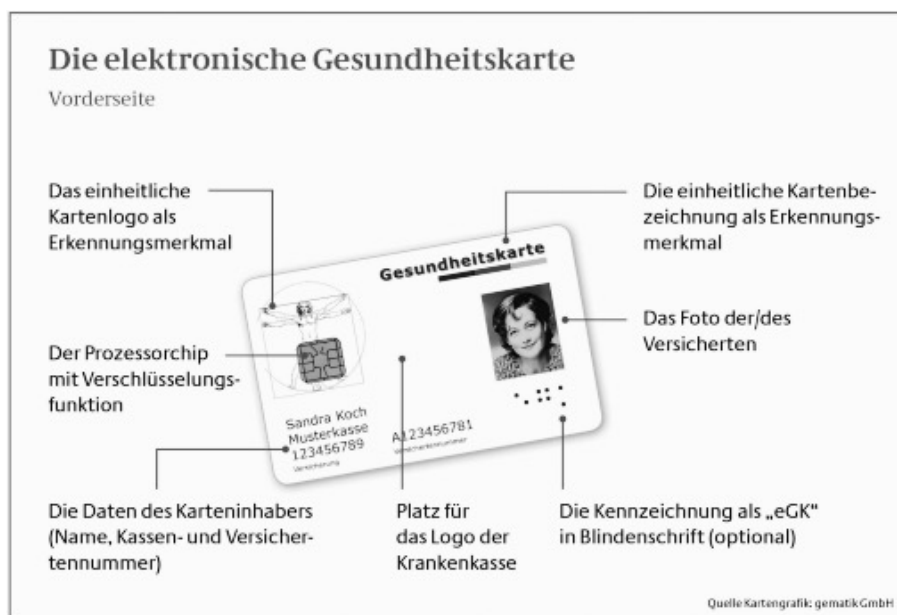 Die elektronische Gesundheitskarte
Vorderseite
Das einheitliche
Kartenlogo als
Erkennungsmerkmal
Die einheitliche Kartenbe-
zeichnung als Erkennungs-
merkmal
Gesundheitskarte
Der Prozessorchip
mit Verschlüsselungs-
funktion
Das Foto der/des
Versicherten
Sandra Koch
Musterkasse
123456789
Versicherung
A123456781
Versichertennummer
Die Daten des Karteninhabers
(Name, Kassen- und Versicher-
tennummer)
Platz für
das Logo der
Krankenkasse
Die Kennzeichnung als „eGK“
in Blindenschrift (optional)
Quelle Kartengrafik: gematik GmbH